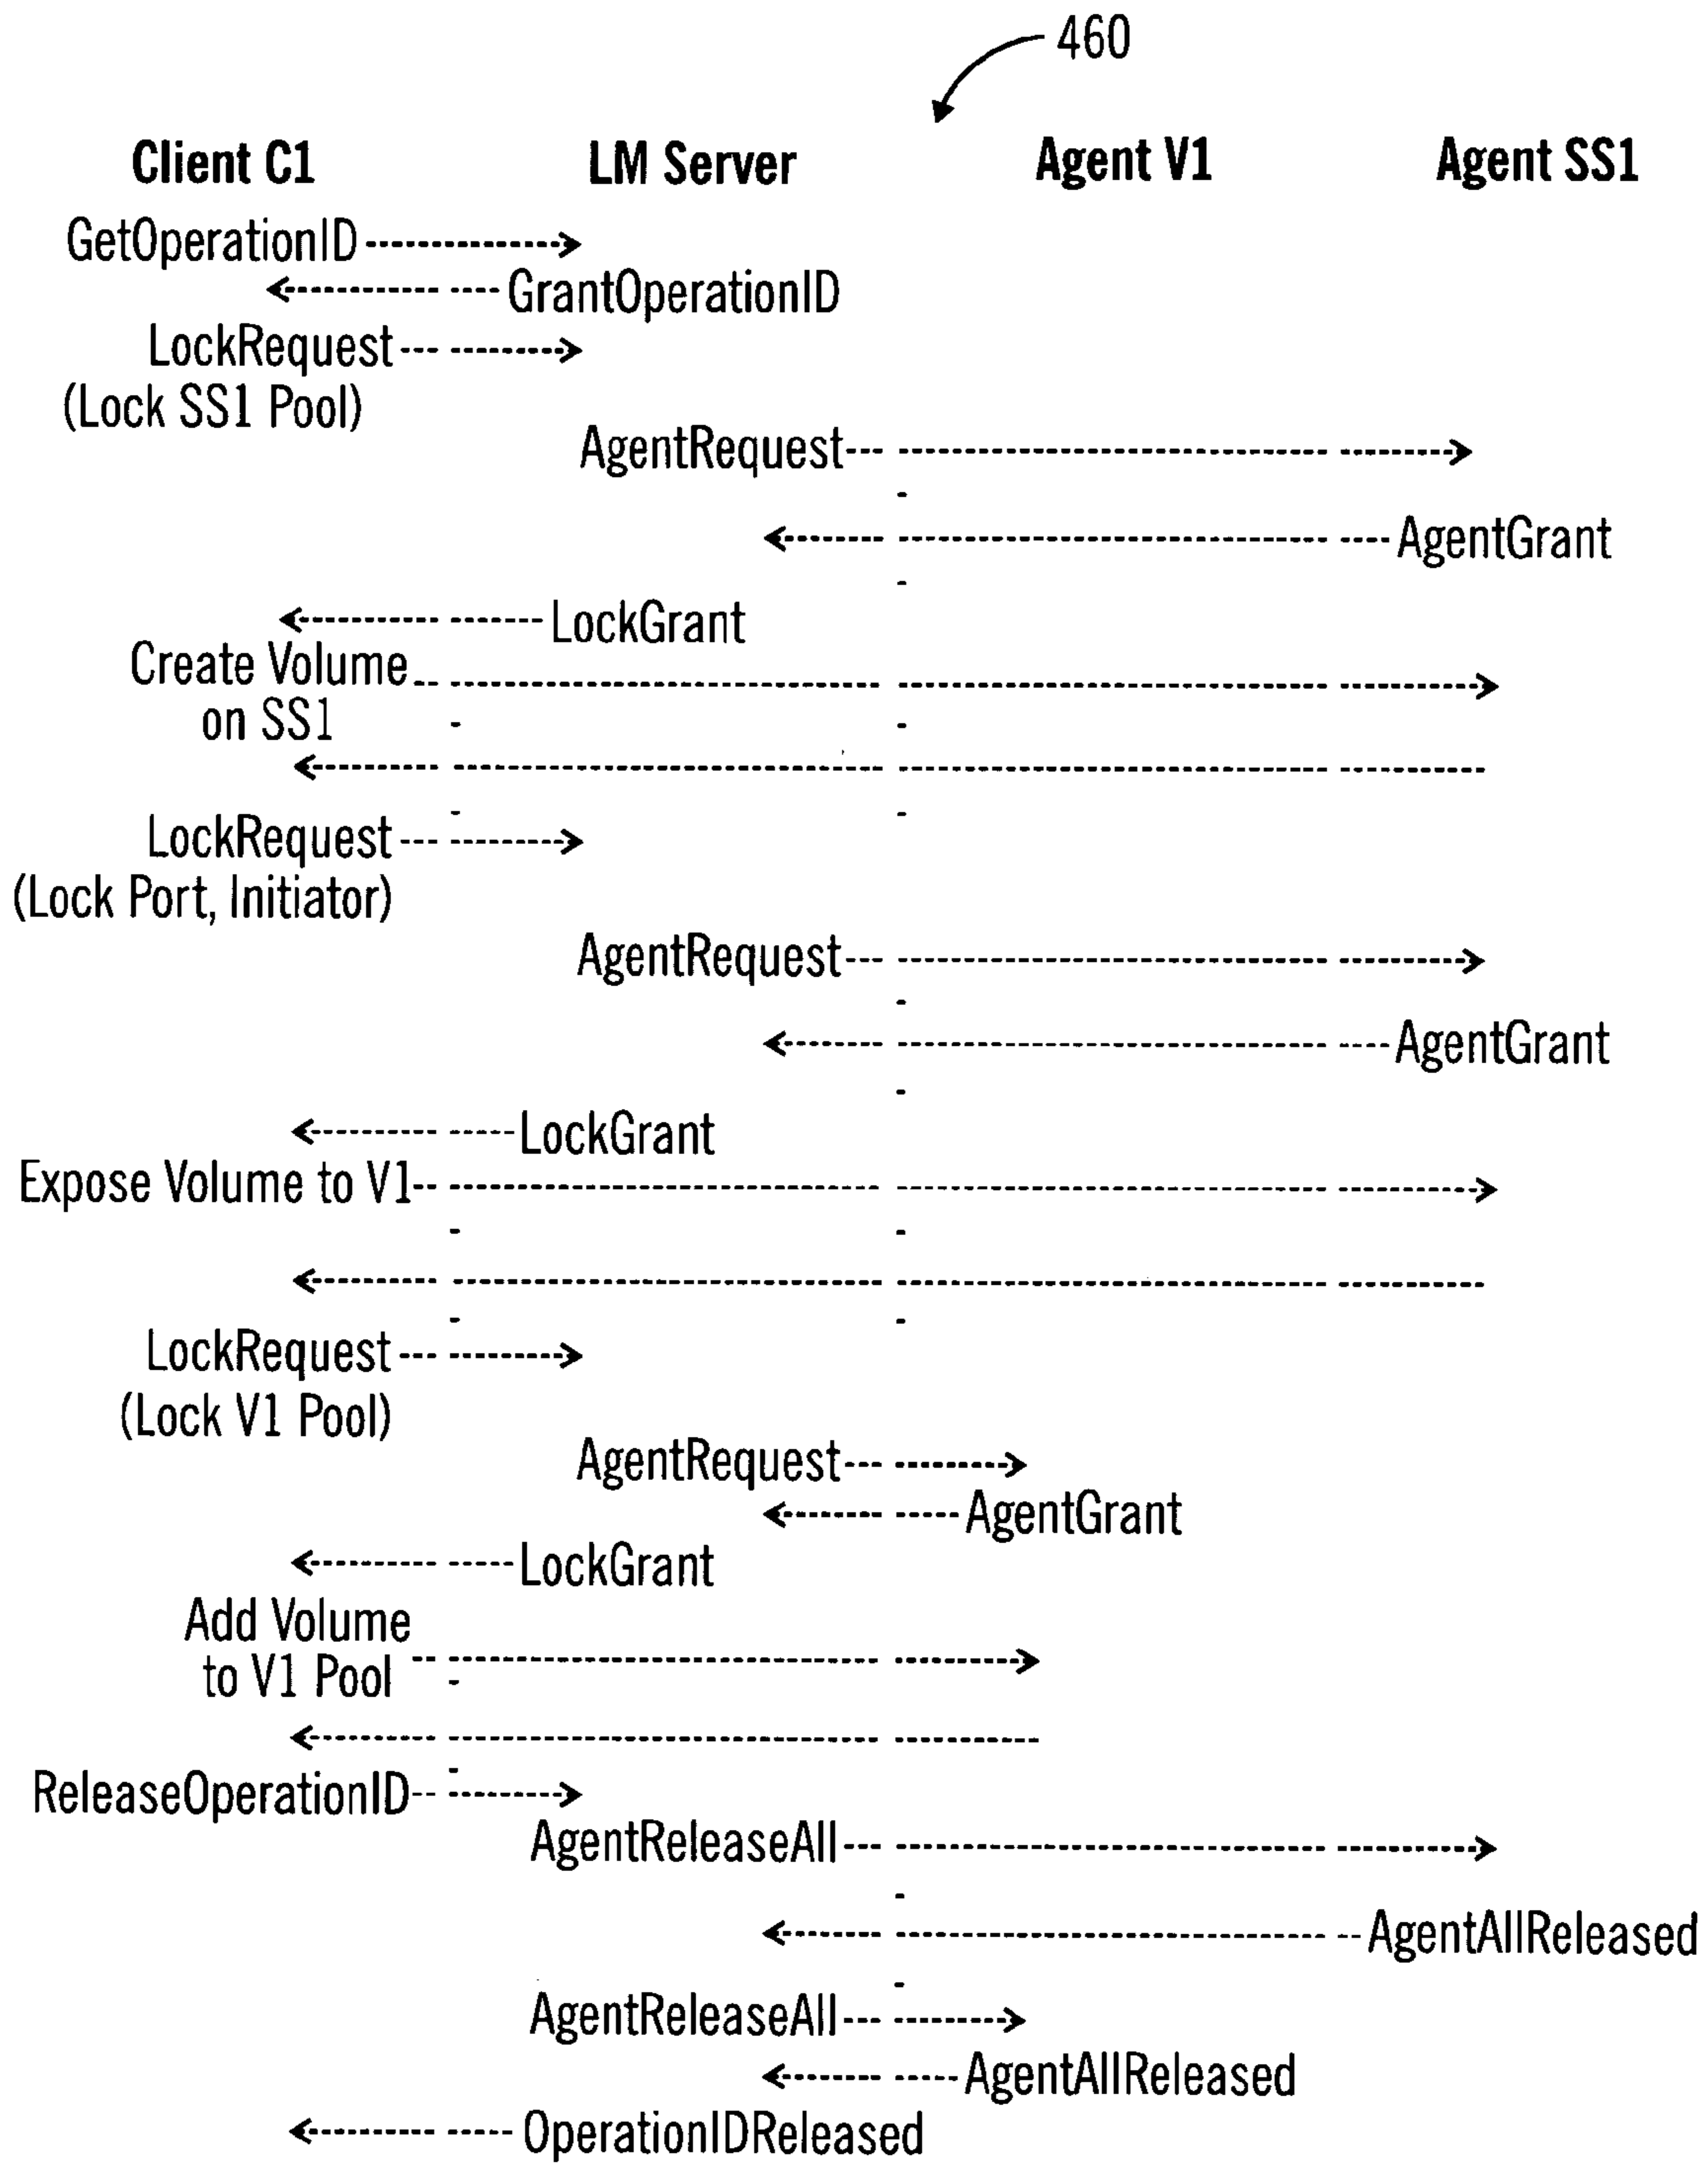 460
Client C1 LM Server Agent V1 Agent SS1
GetOperationID
GrantOperationID
LockRequest
(Lock SS1 Pool)
AgentRequest
AgentGrant
LockGrant
Create Volume
on SS1
LockRequest
(Lock Port, Initiator)
AgentRequest
AgentGrant
LockGrant
Expose Volume to V1
LockRequest
(Lock V1 Pool)
AgentRequest
AgentGrant
LockGrant
Add Volume
to V1 Pool
ReleaseOperationID
AgentReleaseAll
AgentAllReleased
AgentReleaseAll
AgentAllReleased
OperationIDReleased